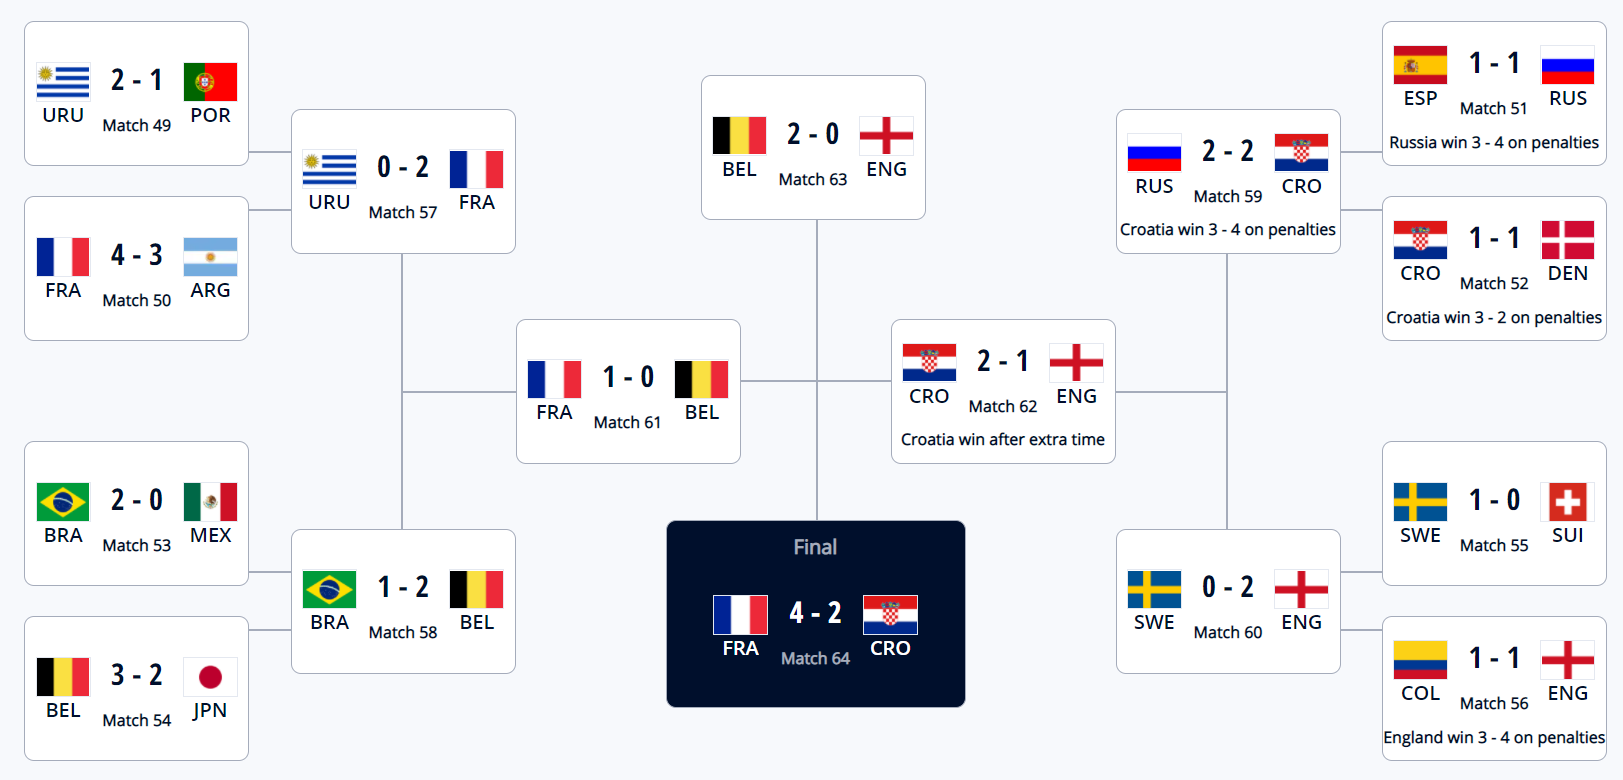 2 - 1
URU POR
Match 49
4 - 3
FRA ARG
Match 50
2 - 0
BRA MEX
Match 53
3 - 2
BEL JPN
Match 54
0 - 2
URU FRA
Match 57
1 - 2
BRA BEL
Match 58
1 - 0
FRA BEL
Match 61
2 - 0
BEL ENG
Match 63
Final
4 - 2
FRA CRO
Match 64
2 - 1
CRO ENG
Match 62
Croatia win after extra time
2 - 2
RUS CRO
Match 59
Croatia win 3 - 4 on penalties
0 - 2
SWE ENG
Match 60
1 - 1
ESP RUS
Match 51
Russia win 3 - 4 on penalties
1 - 1
CRO DEN
Match 52
Croatia win 3 - 2 on penalties
1 - 0
SWE SUI
Match 55
1 - 1
COL ENG
Match 56
England win 3 - 4 on penalties